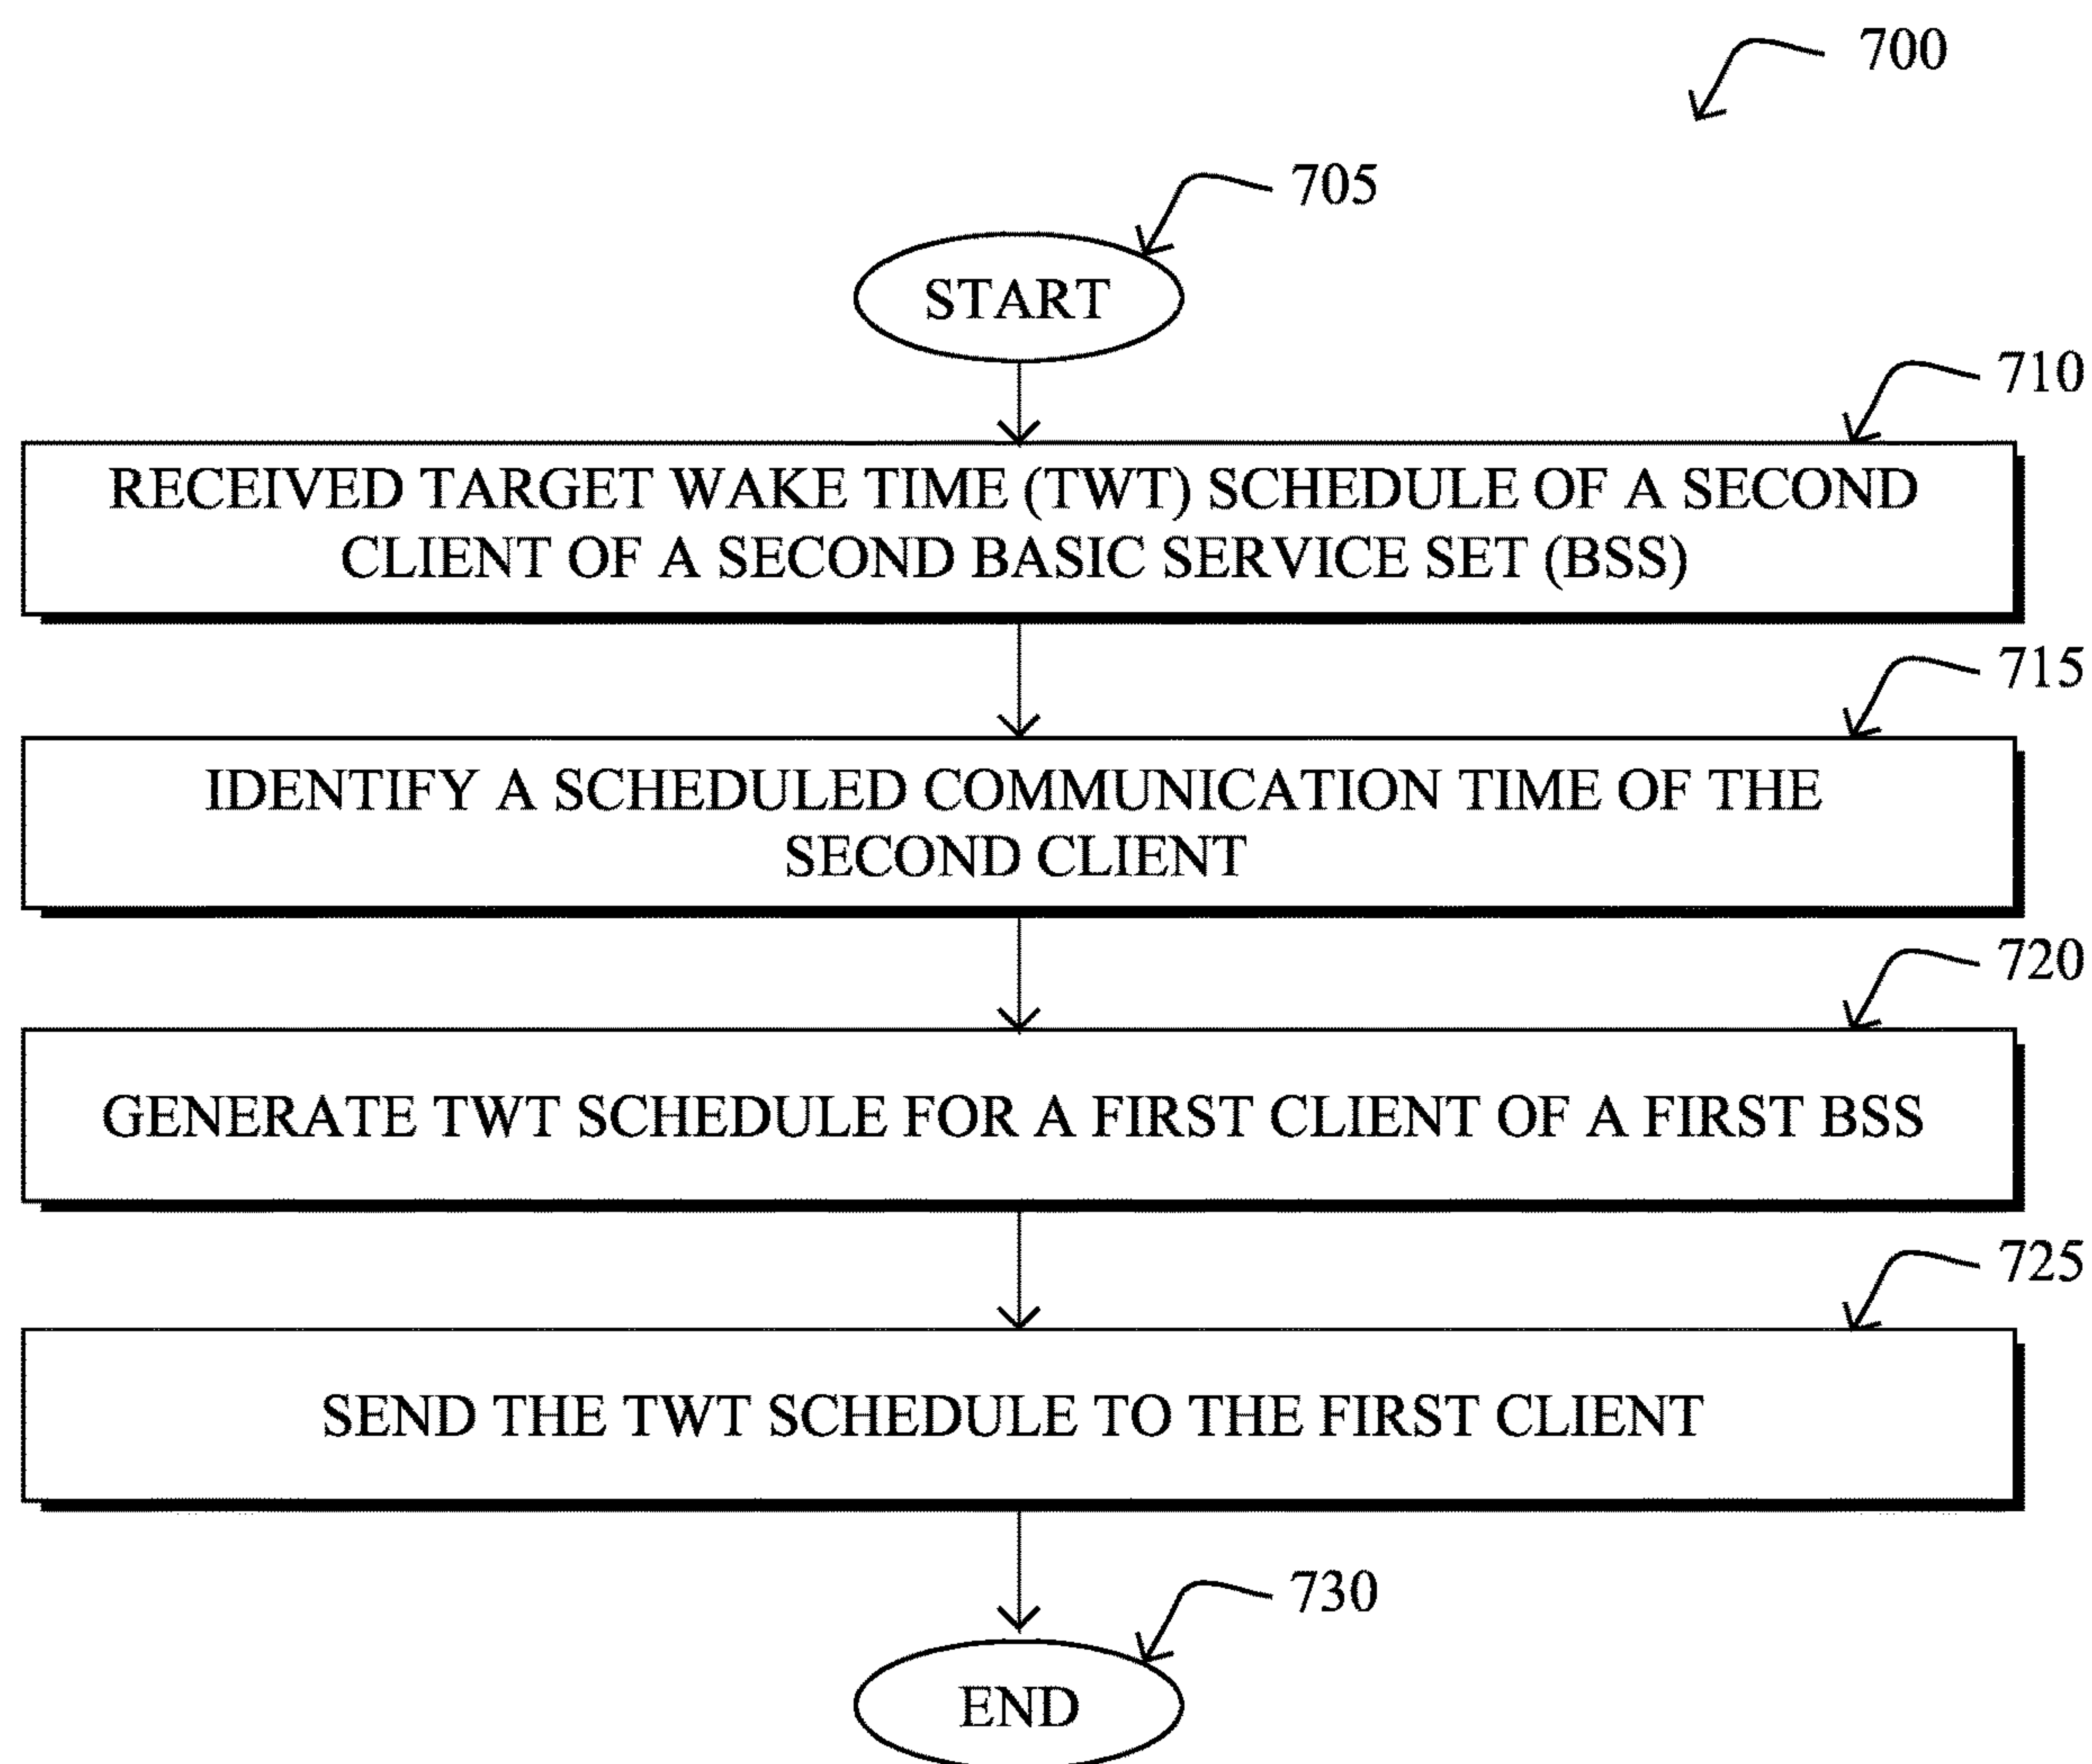 700
705
START
710
RECEIVED TARGET WAKE TIME (TWT) SCHEDULE OF A SECOND
CLIENT OF A SECOND BASIC SERVICE SET (BSS)
715
IDENTIFY A SCHEDULED COMMUNICATION TIME OF THE
SECOND CLIENT
720
GENERATE TWT SCHEDULE FOR A FIRST CLIENT OF A FIRST BSS
725
SEND THE TWT SCHEDULE TO THE FIRST CLIENT
730
END